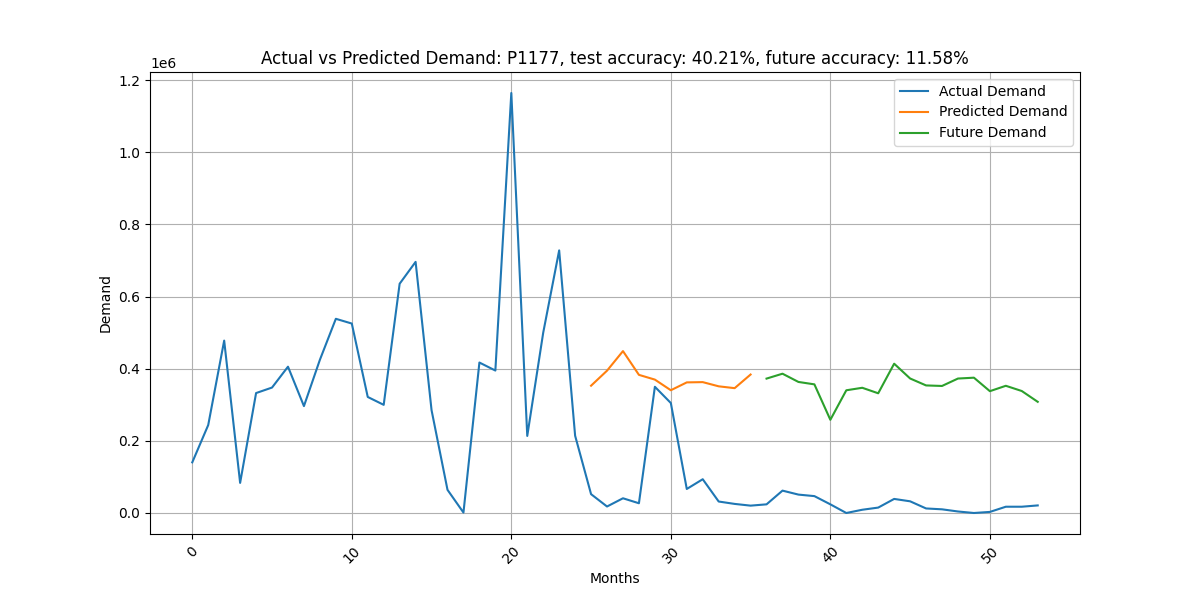 Actual vs Predicted Demand: P1177, test accuracy: 40.21%, future accuracy: 11.58%
1e6
1.2
1.0
0.8
0.6
0.4
0.2
0.0
Demand
Actual Demand
Predicted Demand
Future Demand
0
10
20
30
40
50
Months